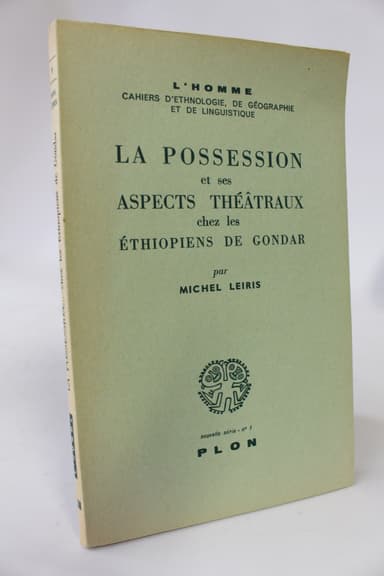 L'HOMME
CAHIERS D'ETHNOLOGIE, DE GÉOGRAPHIE
ET DE LINGUISTIQUE
LA POSSESSION
et ses
ASPECTS THÉÂTRAUX
chez les
ÉTHIOPIENS DE GONDAR
par
MICHEL LEIRIS
nouvelle série - n° 1
PLON